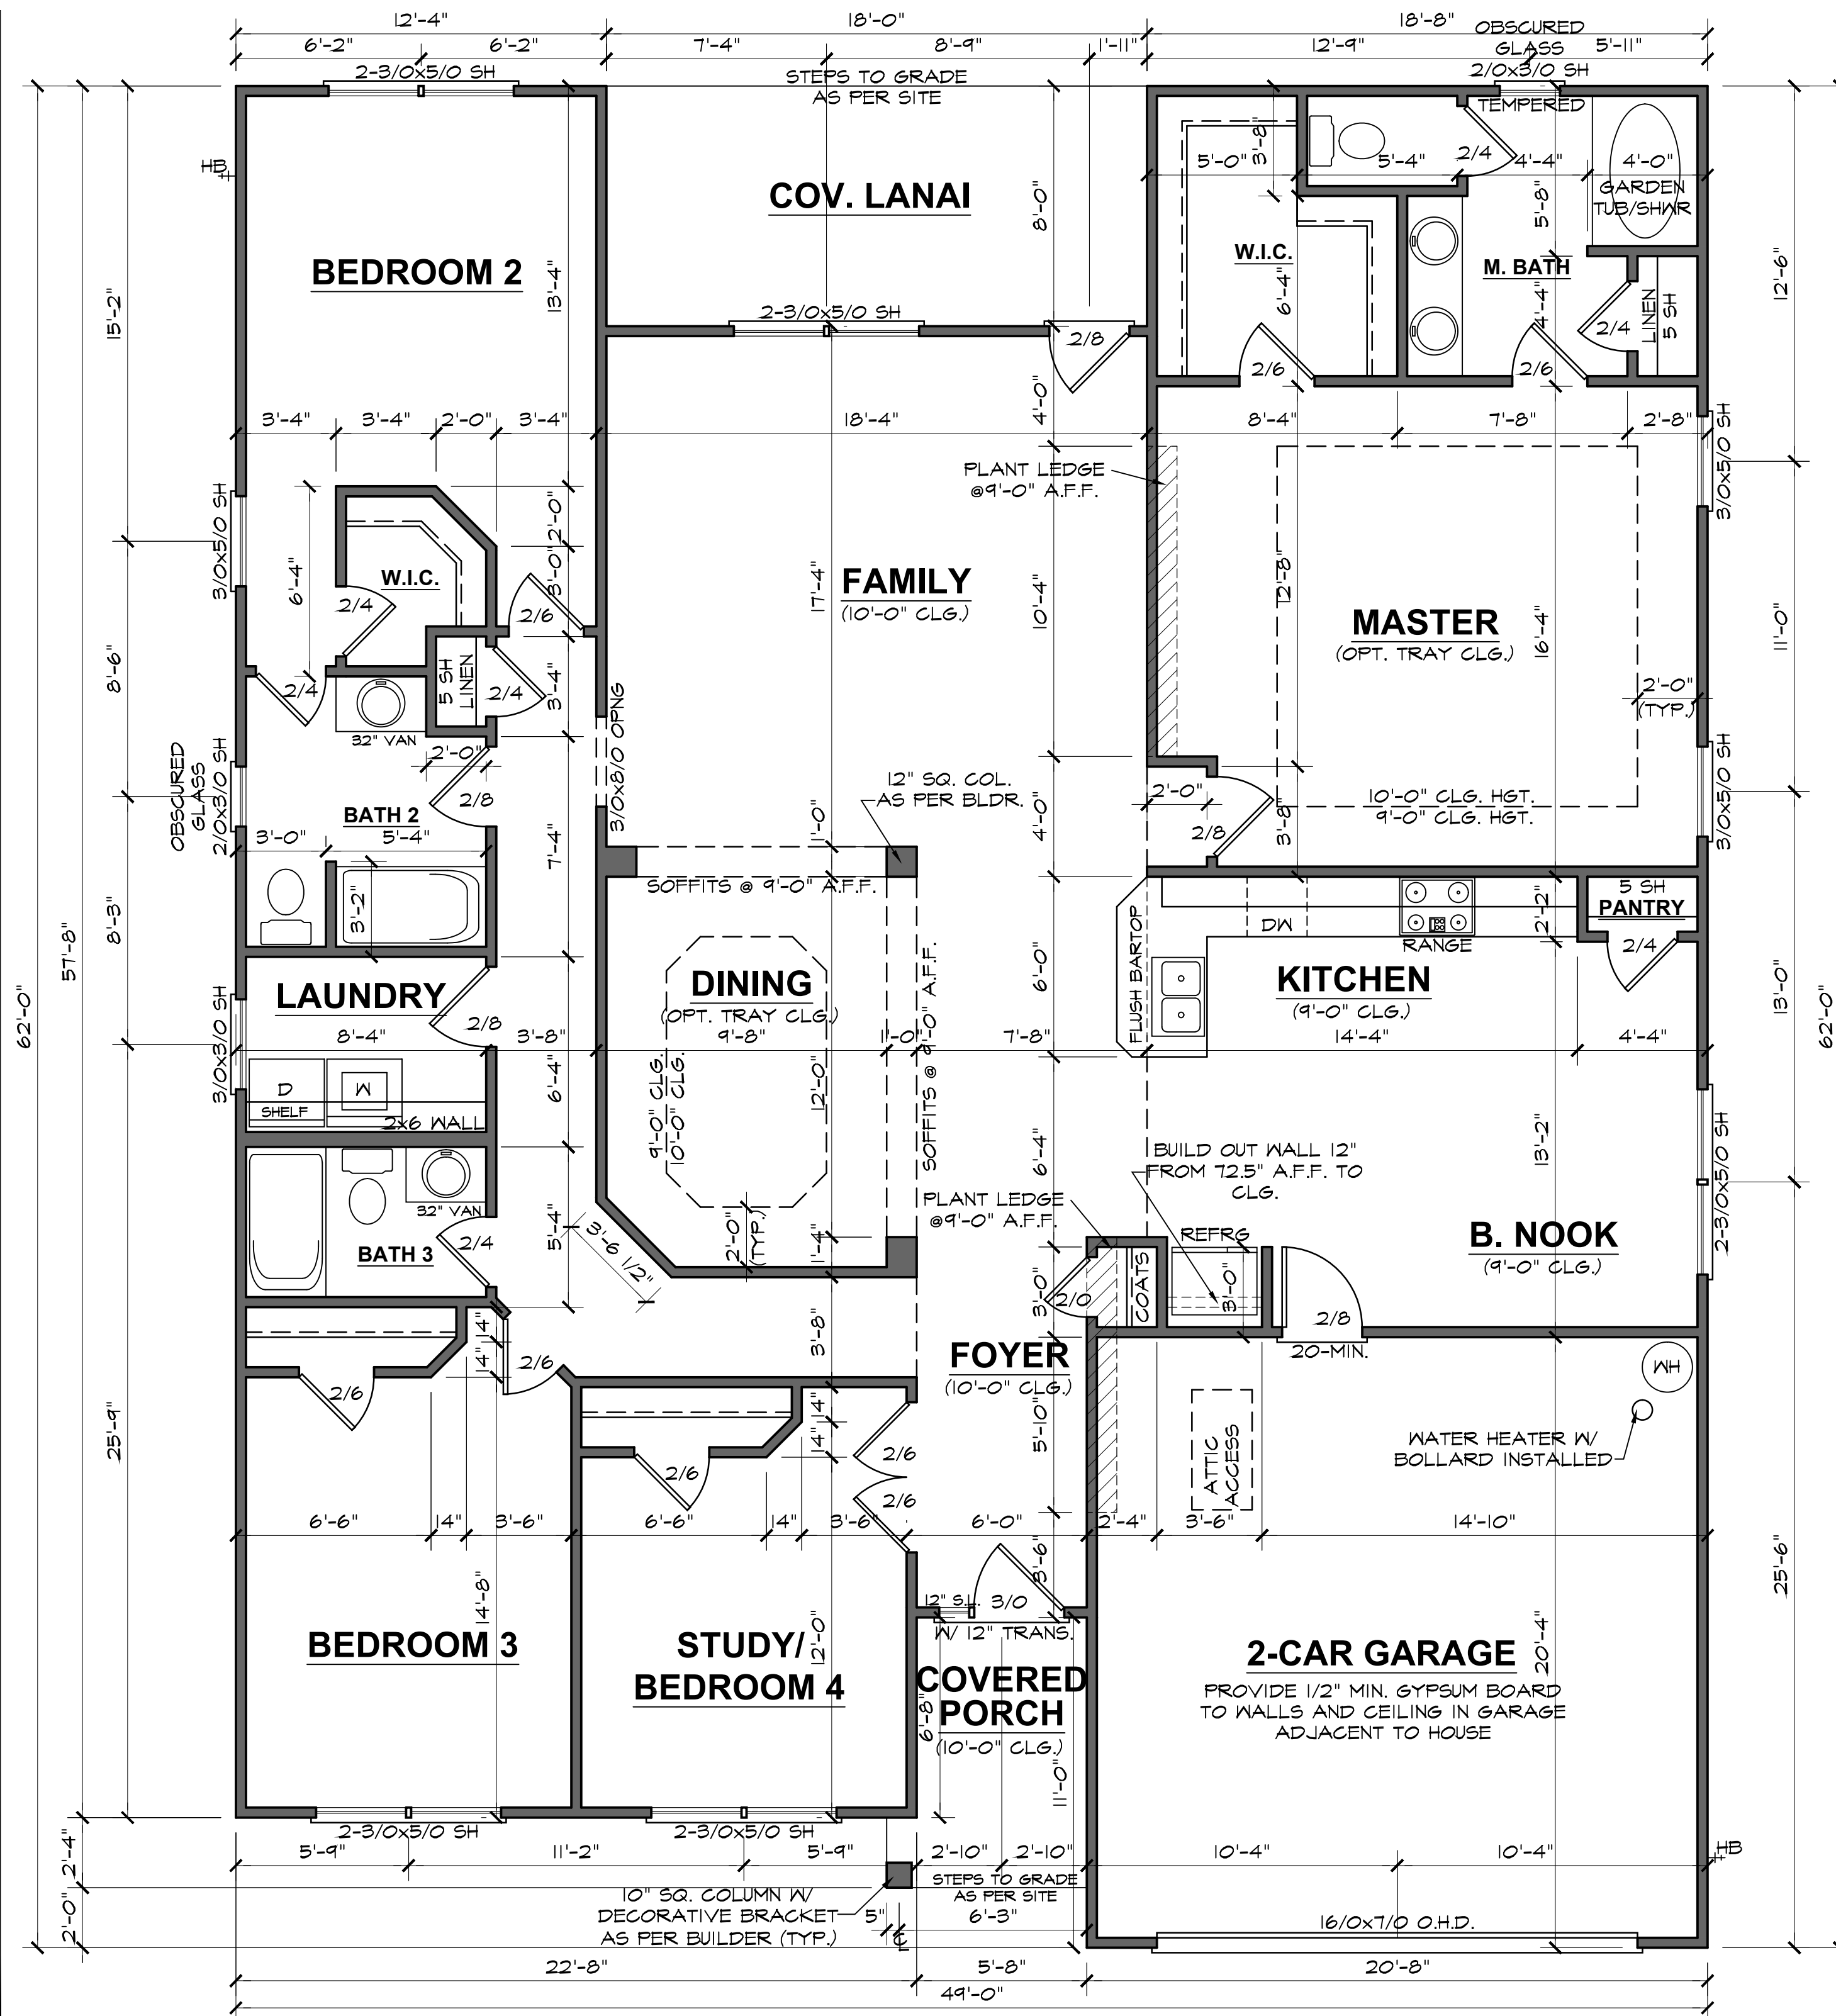 12'-4"
18'-0"
18'-8"
6'-2"
6'-2"
7'-4"
8'-9"
1'-11"
12'-9"
OBSCURED
GLASS
5'-11"
2-3/0x5/0 SH
STEPS TO GRADE
AS PER SITE
2/0x3/0 SH
TEMPERED
HB
COV. LANAI
8'-0"
5'-0"
3'-8"
5'-4"
2/4
4'-4"
4'-0"
GARDEN
TUB/SHWR
5'-8"
BEDROOM 2
13'-4"
W.I.C.
6'-4"
M. BATH
4'-4"
2/4
LINEN
5 SH
12'-6"
15'-2"
2-3/0x5/0 SH
2/8
2/6
2/6
3'-4"
3'-4"
2'-0"
3'-4"
18'-4"
4'-0"
8'-4"
7'-8"
2'-8"
3/0x5/0 SH
PLANT LEDGE
@9'-0" A.F.F.
3/0x5/0 SH
6'-4"
W.I.C.
2/4
2'-0"
3'-0"
2/6
FAMILY
(10'-0" CLG.)
17'-4"
10'-4"
12'-8"
MASTER
(OPT. TRAY CLG.)
16'-4"
11'-0"
2'-0"
(TYP.)
8'-6"
2/4
5 SH
LINEN
2/4
3'-4"
32" VAN
2'-0"
3/0x8/0 OPNG
OBSCURED
GLASS
2/0x3/0 SH
2/8
BATH 2
12" SQ. COL.
AS PER BLDR.
2'-0"
2/8
3'-8"
10'-0" CLG. HGT.
9'-0" CLG. HGT.
3/0x5/0 SH
3'-0"
5'-4"
7'-4"
1'-0"
4'-0"
3'-2"
SOFFITS @ 9'-0" A.F.F.
5 SH
PANTRY
2/4
2'-2"
DW
RANGE
8'-3"
57'-8"
62'-0"
62'-0"
LAUNDRY
2/8
3/0x3/0 SH
DINING
(OPT. TRAY CLG.)
SOFFITS @ 9'-0" A.F.F.
6'-0"
FLUSH BARTOP
KITCHEN
(9'-0" CLG.)
13'-0"
8'-4"
3'-8"
9'-8"
1'-0"
7'-8"
14'-4"
4'-4"
D
W
SHELF
2x6 WALL
6'-4"
9'-0" CLG.
10'-0" CLG.
12'-0"
6'-4"
13'-2"
2-3/0x5/0 SH
BUILD OUT WALL 12"
FROM 72.5" A.F.F. TO
CLG.
PLANT LEDGE
@9'-0" A.F.F.
32" VAN
BATH 3
2/4
5'-4"
3'-6 1/2"
2'-0"
(TYP.)
1'-4"
REFRG
3'-0"
COATS
2/0
3'-0"
2/8
20-MIN.
B. NOOK
(9'-0" CLG.)
14"
14"
2/6
2/6
3'-8"
FOYER
(10'-0" CLG.)
WH
WATER HEATER W/
BOLLARD INSTALLED
ATTIC
ACCESS
25'-9"
2/6
14"
14"
2/6
2/6
5'-10"
6'-6"
14"
3'-6"
6'-6"
14"
3'-6"
6'-0"
2'-4"
3'-6"
14'-10"
25'-6"
3'-6"
12" S.L.
3/0
W/ 12" TRANS.
14'-8"
BEDROOM 3
STUDY/
BEDROOM 4
12'-0"
COVERED
PORCH
(10'-0" CLG.)
6'-8"
11'-0"
2-CAR GARAGE
PROVIDE 1/2" MIN. GYPSUM BOARD
TO WALLS AND CEILING IN GARAGE
ADJACENT TO HOUSE
20'-4"
2-3/0x5/0 SH
2-3/0x5/0 SH
2'-4"
5'-9"
11'-2"
5'-9"
2'-10"
2'-10"
10'-4"
10'-4"
HB
STEPS TO GRADE
AS PER SITE
10" SQ. COLUMN W/
DECORATIVE BRACKET
AS PER BUILDER (TYP.)
5"
6'-3"
16/0x7/0 O.H.D.
2'-0"
22'-8"
5'-8"
20'-8"
49'-0"